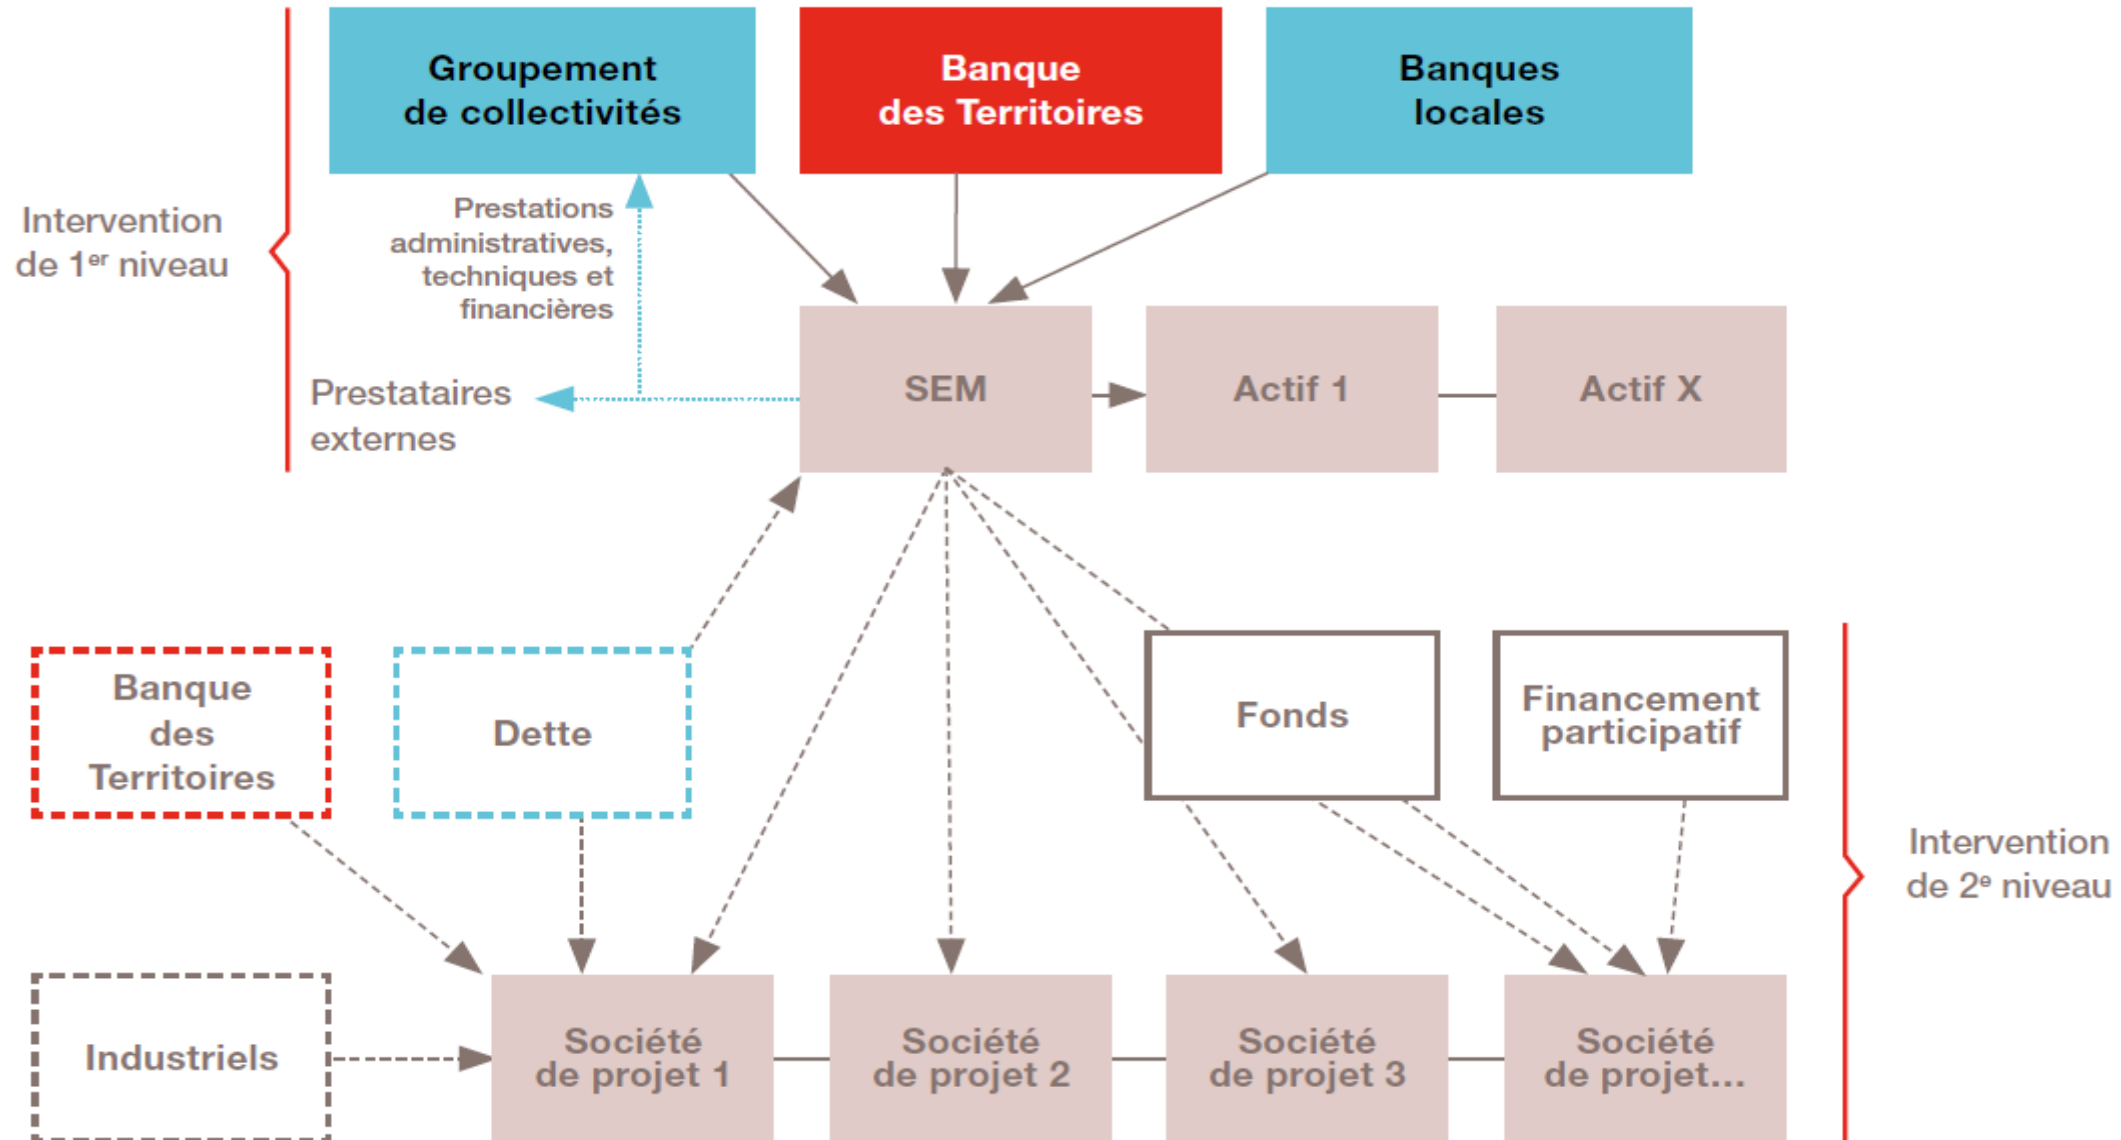 Groupement
de collectivités
Banque
des Territoires
Banques
locales
Intervention
de 1er niveau
Prestations
administratives,
techniques et
financières
Prestataires
externes
SEM
Actif 1
Actif X
Banque
des
Territoires
Dette
Fonds
Financement
participatif
Intervention
de 2e niveau
Industriels
Société
de projet 1
Société
de projet 2
Société
de projet 3
Société
de projet...